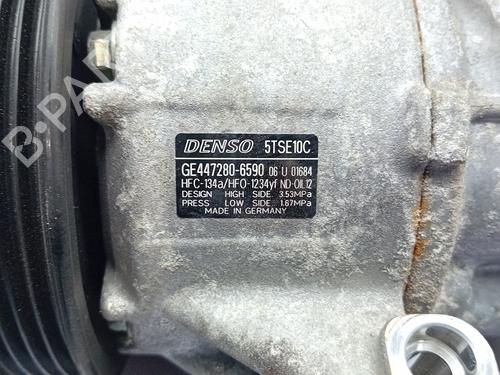 B-PAR
DENSO 5TSE10C
GE447280-6590 06 U 01684
HFC-134a/HFO-1234yf ND-OIL12
DESIGN HIGH SIDE 3.53MPa
PRESS LOW SIDE 1.67MPa
MADE IN GERMANY